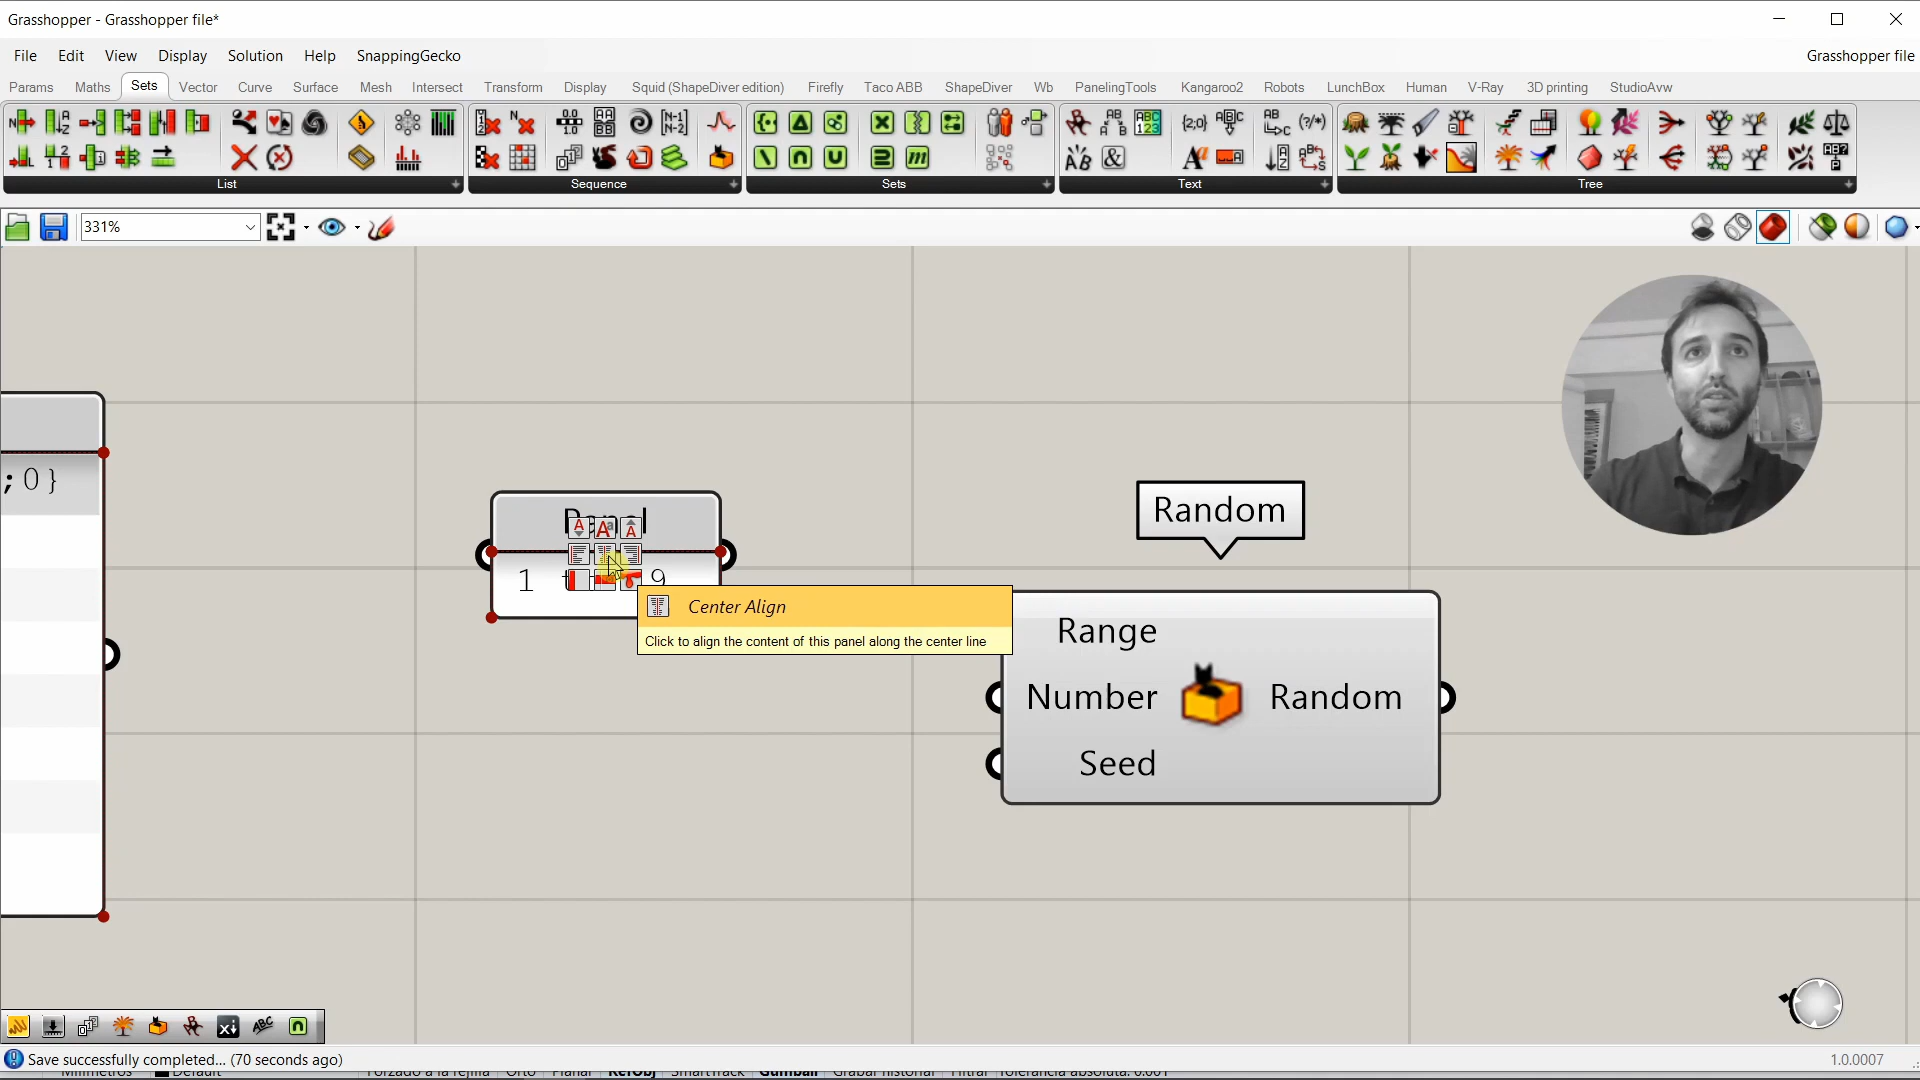 Grasshopper - Grasshopper file*
File Edit View Display Solution Help SnappingGecko
Grasshopper file
Params Maths Sets Vector Curve Surface Mesh Intersect Transform Display Squid (ShapeDiver edition) Firefly Taco ABB ShapeDiver Wb PanelingTools Kangaroo2 Robots LunchBox Human V-Ray 3D printing StudioAvw
List Sequence Sets Text Tree
331%
;0}
Random
Panel
1
9
Center Align
Click to align the content of this panel along the center line
Range
Number Random
Seed
Save successfully completed... (70 seconds ago)
1.0.0007